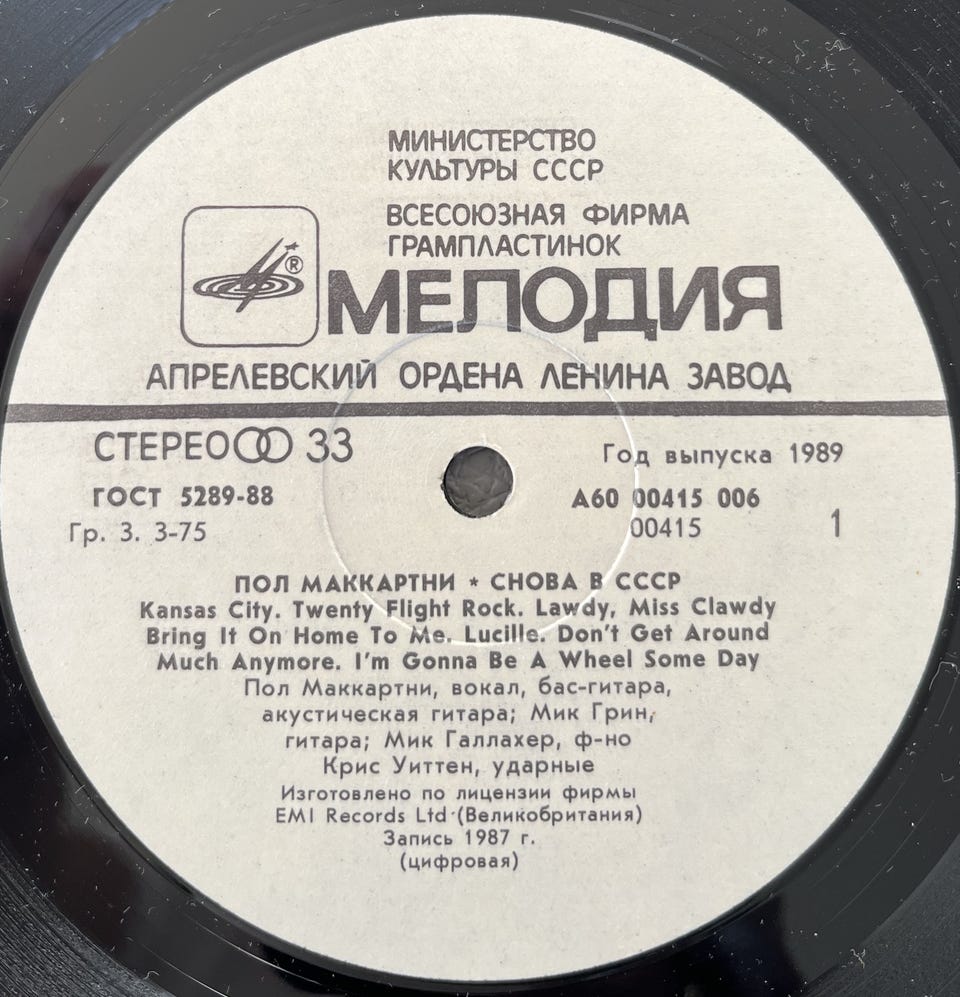 МИНИСТЕРСТВО
КУЛЬТУРЫ СССР
ВСЕСОЮЗНАЯ ФИРМА
ГРАМПЛАСТИНОК
®
МЕЛОДИЯ
АПРЕЛЕВСКИЙ ОРДЕНА ЛЕНИНА ЗАВОД
СТЕРЕО 33
Год выпуска 1989
ГОСТ 5289-88
А60 00415 006
Гр. 3. 3-75
00415
1
ПОЛ МАККАРТНИ * СНОВА В СССР
Kansas City. Twenty Flight Rock. Lawdy, Miss Clawdy
Bring It On Home To Me. Lucille. Don't Get Around
Much Anymore. I'm Gonna Be A Wheel Some Day
Пол Маккартни, вокал, бас-гитара,
акустическая гитара; Мик Грин,
гитара; Мик Галлахер, ф-но
Крис Уиттен, ударные
Изготовлено по лицензии фирмы
EMI Records Ltd (Великобритания)
Запись 1987 г.
(цифровая)